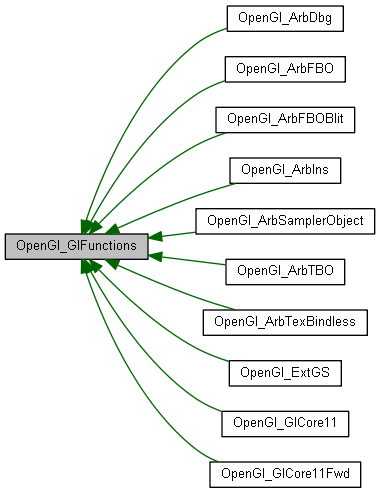 OpenGl_ArbDbg
OpenGl_ArbFBO
OpenGl_ArbFBOBlit
OpenGl_ArbIns
OpenGl_ArbSamplerObject
OpenGl_GlFunctions
OpenGl_ArbTBO
OpenGl_ArbTexBindless
OpenGl_ExtGS
OpenGl_GlCore11
OpenGl_GlCore11Fwd